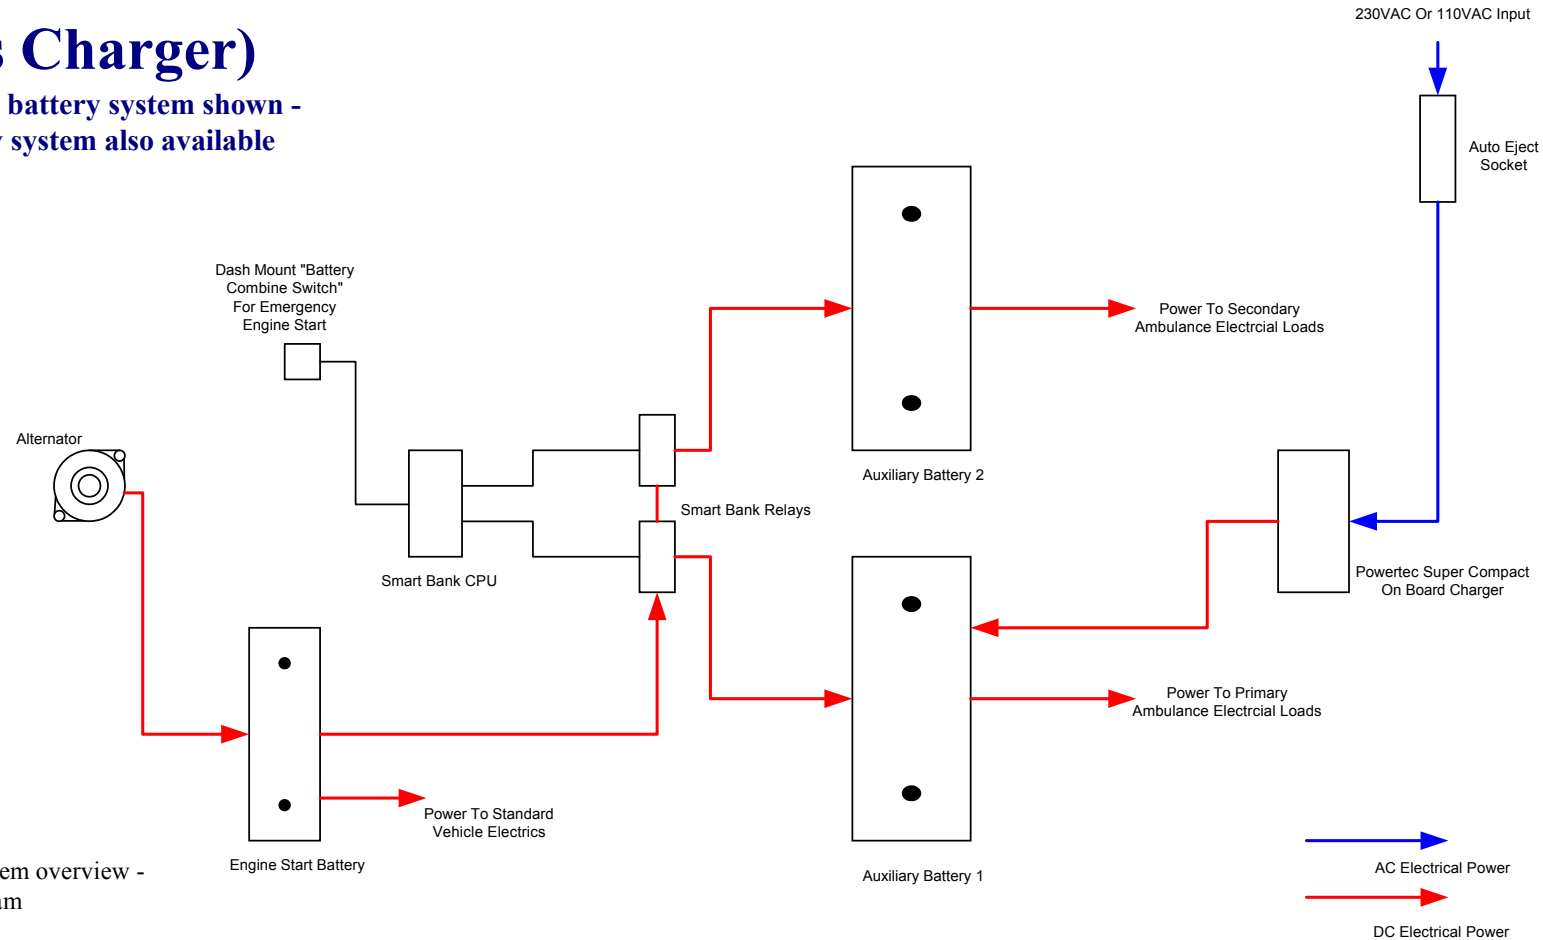 s Charger)
battery system shown -
system also available
230VAC Or 110VAC Input
Auto Eject
Socket
Dash Mount "Battery
Combine Switch"
For Emergency
Engine Start
Power To Secondary
Ambulance Electrcial Loads
Alternator
Auxiliary Battery 2
Smart Bank Relays
Smart Bank CPU
Powertec Super Compact
On Board Charger
Power To Primary
Ambulance Electrcial Loads
Power To Standard
Vehicle Electrics
Engine Start Battery
Auxiliary Battery 1
em overview -
am
AC Electrical Power
DC Electrical Power